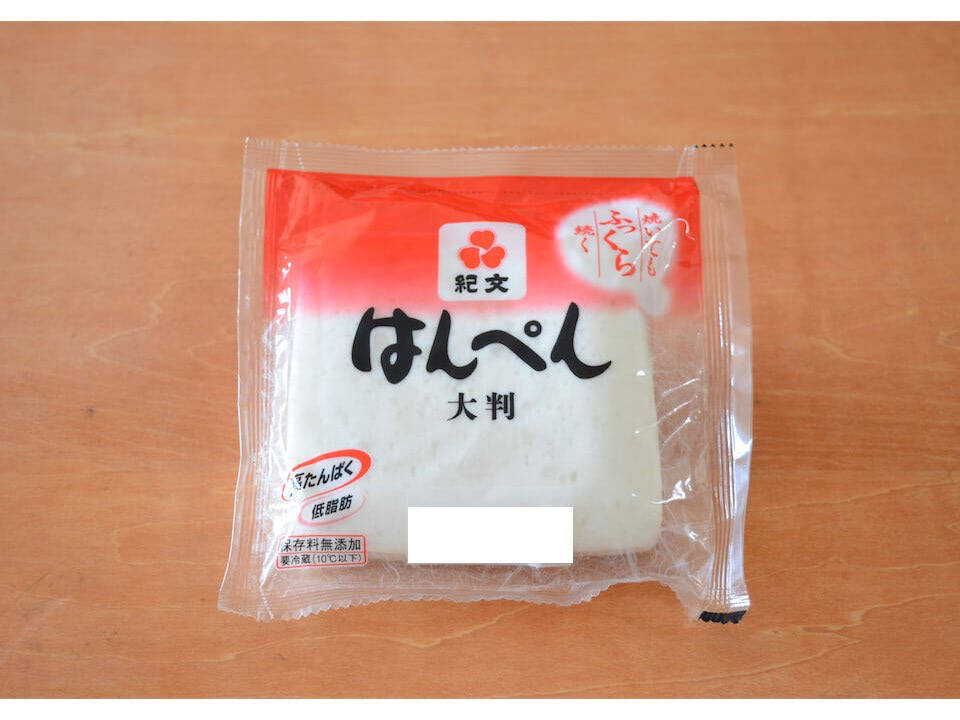 紀文
焼いても
ふっくら
続く
はんぺん
大判
たんぱく
低脂肪
保存料無添加
要冷蔵(10℃以下)